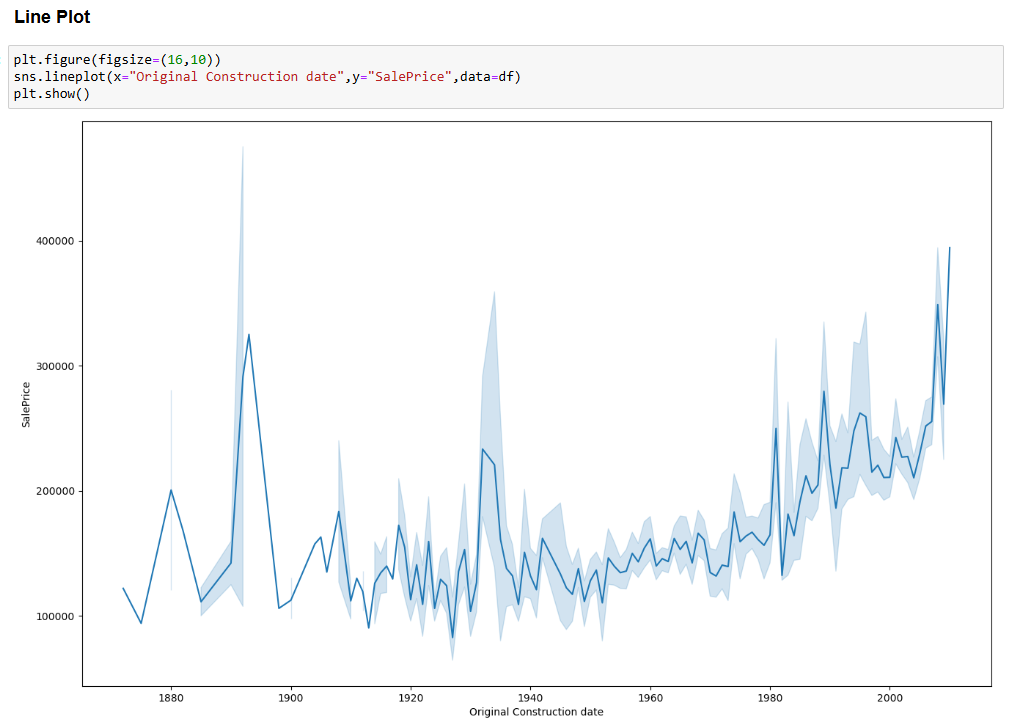 Line Plot
plt.figure(figsize=(16,10))
sns.lineplot(x="Original Construction date",y="SalePrice",data=df)
plt.show()
400000
300000
200000
100000
SalePrice
1880 1900 1920 1940 1960 1980 2000
Original Construction date